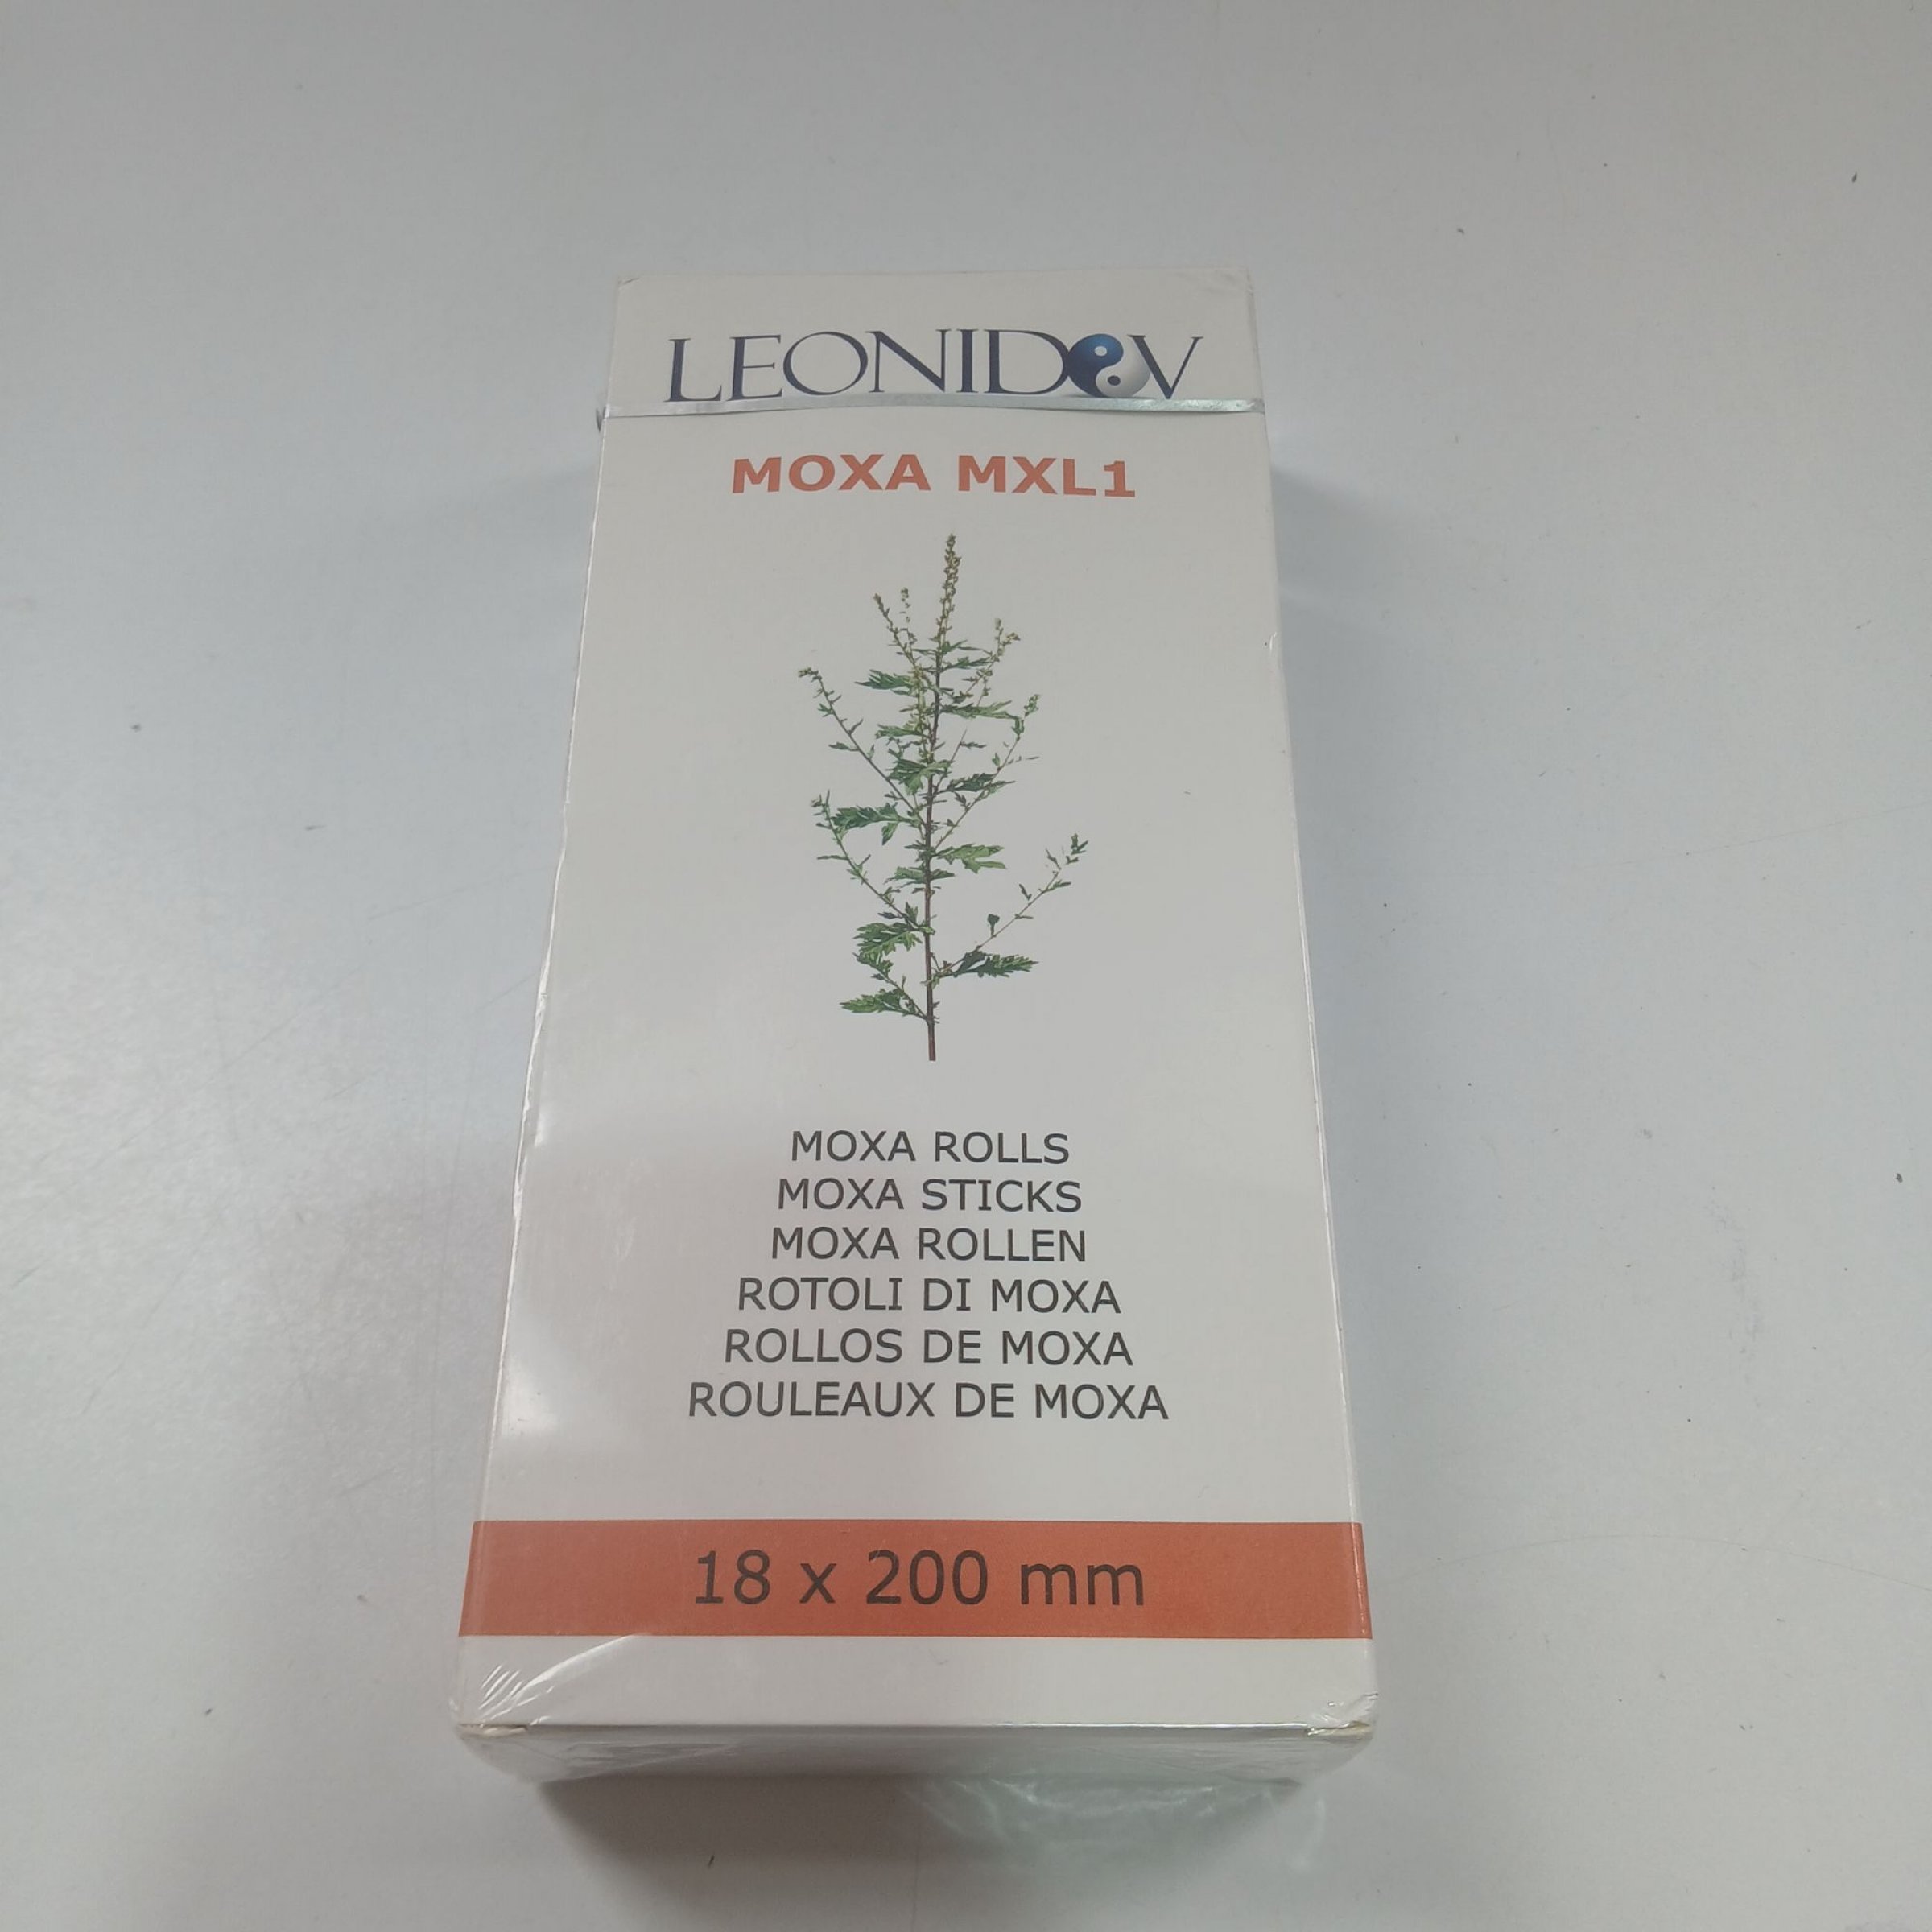 LEONIDOV
MOXA MXL1
MOXA ROLLS
MOXA STICKS
MOXA ROLLEN
ROTOLI DI MOXA
ROLLOS DE MOXA
ROULEAUX DE MOXA
18 x 200 mm